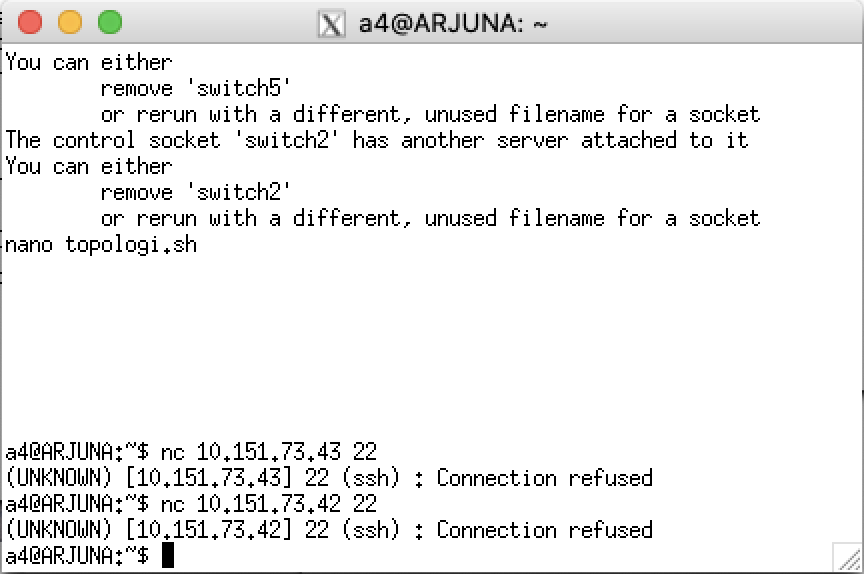 a4@ARJUNA: ~
You can either
remove 'switch5'
or rerun with a different, unused filename for a socket
The control socket 'switch2' has another server attached to it
You can either
remove 'switch2'
or rerun with a different, unused filename for a socket
nano topologi.sh
a4@ARJUNA:~$ nc 10.151.73.43 22
(UNKNOWN) [10.151.73.43] 22 (ssh) : Connection refused
a4@ARJUNA:~$ nc 10.151.73.42 22
(UNKNOWN) [10.151.73.42] 22 (ssh) : Connection refused
a4@ARJUNA:~$